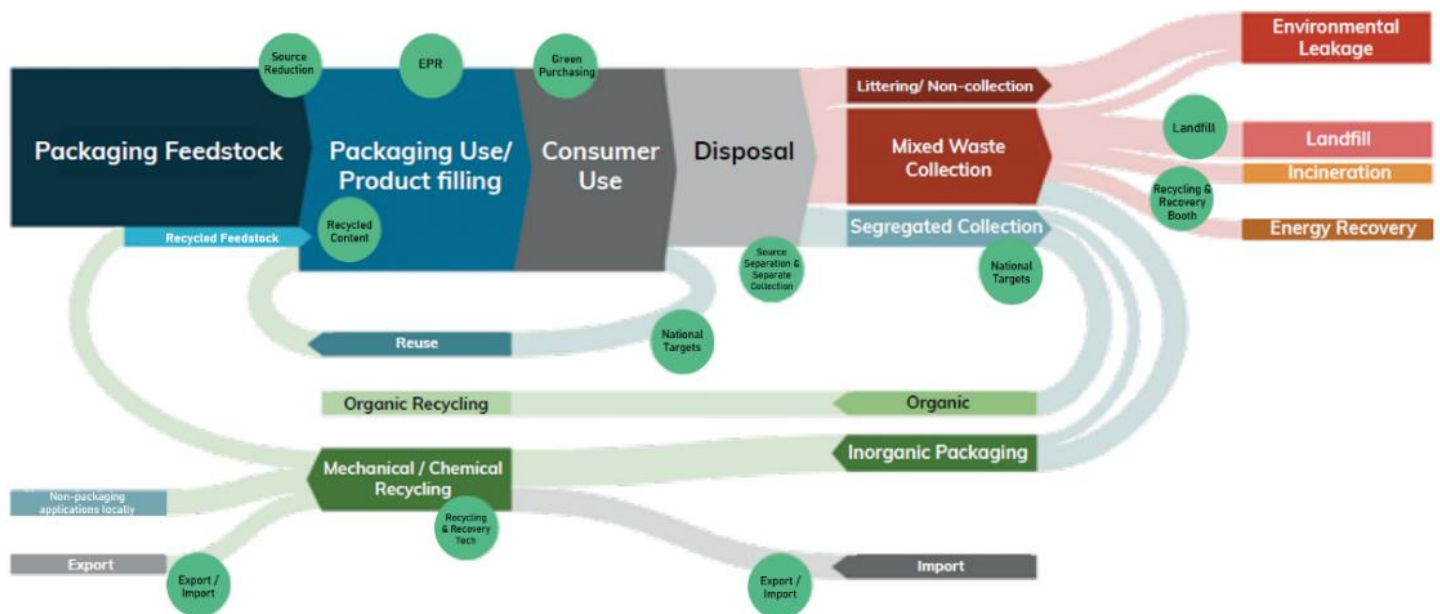 Source
Reduction
EPR
Green
Purchasing
Environmental
Leakage
Packaging Feedstock
Packaging Use/
Product filling
Consumer
Use
Disposal
Littering/ Non-collection
Mixed Waste
Collection
Landfill
Landfill
Incineration
Recycling &
Recovery
Booth
Energy Recovery
Recycled Feedstock
Recycled
Content
Segregated Collection
Source
Separation &
Separate
Collection
National
Targets
Reuse
National
Targets
Organic Recycling
Organic
Mechanical / Chemical
Recycling
Inorganic Packaging
Non-packaging
applications locally
Recycling
& Recovery
Tech
Export
Export /
Import
Export /
Import
Import